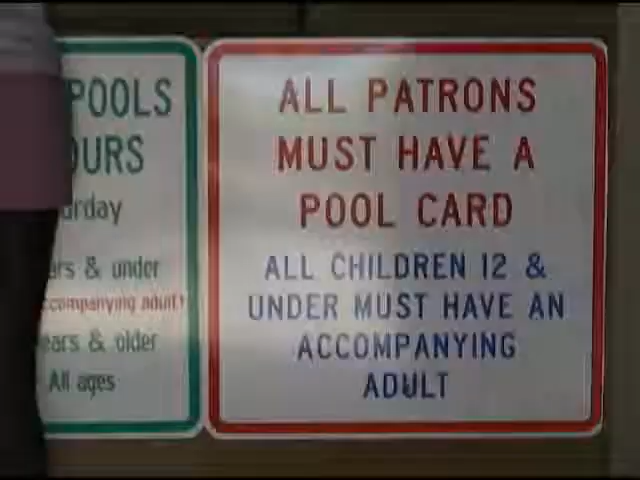 POOLS
OURS
urday
ars & under
ccompanying adult)
ears & older
All ages
ALL PATRONS
MUST HAVE A
POOL CARD
ALL CHILDREN 12 &
UNDER MUST HAVE AN
ACCOMPANYING
ADULT